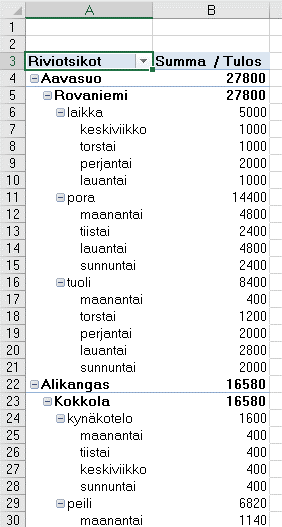 A B
1
2
3 Riviotsikot Summa / Tulos
4 Aavasuo 27800
5 Rovaniemi 27800
6 laikka 5000
7 keskiviikko 1000
8 torstai 1000
9 perjantai 2000
10 lauantai 1000
11 pora 14400
12 maanantai 4800
13 tiistai 2400
14 lauantai 4800
15 sunnuntai 2400
16 tuoli 8400
17 maanantai 400
18 torstai 1200
19 perjantai 2000
20 lauantai 2800
21 sunnuntai 2000
22 Alikangas 16580
23 Kokkola 16580
24 kynäkotelo 1600
25 maanantai 400
26 tiistai 400
27 keskiviikko 400
28 sunnuntai 400
29 peili 6820
30 maanantai 1140